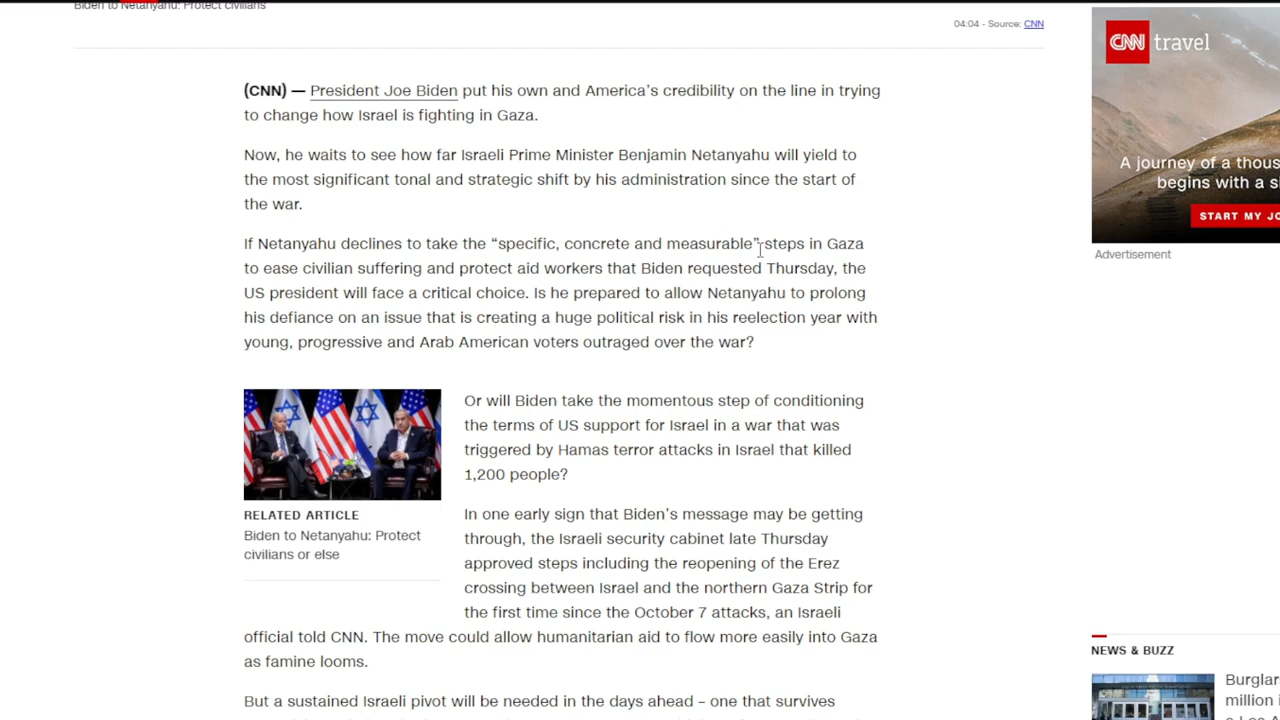 Biden to Netanyahu: Protect civilians
04:04 - Source: CNN
(CNN) — President Joe Biden put his own and America's credibility on the line in trying
to change how Israel is fighting in Gaza.
Now, he waits to see how far Israeli Prime Minister Benjamin Netanyahu will yield to
the most significant tonal and strategic shift by his administration since the start of
the war.
If Netanyahu declines to take the “specific, concrete and measurable” steps in Gaza
to ease civilian suffering and protect aid workers that Biden requested Thursday, the
US president will face a critical choice. Is he prepared to allow Netanyahu to prolong
his defiance on an issue that is creating a huge political risk in his reelection year with
young, progressive and Arab American voters outraged over the war?
RELATED ARTICLE
Biden to Netanyahu: Protect
civilians or else
Or will Biden take the momentous step of conditioning
the terms of US support for Israel in a war that was
triggered by Hamas terror attacks in Israel that killed
1,200 people?
In one early sign that Biden's message may be getting
through, the Israeli security cabinet late Thursday
approved steps including the reopening of the Erez
crossing between Israel and the northern Gaza Strip for
the first time since the October 7 attacks, an Israeli
official told CNN. The move could allow humanitarian aid to flow more easily into Gaza
as famine looms.
But a sustained Israeli pivot will be needed in the days ahead – one that survives
CNN travel
A journey of a
begins with a
START MY
Advertisement
NEWS & BUZZ
million